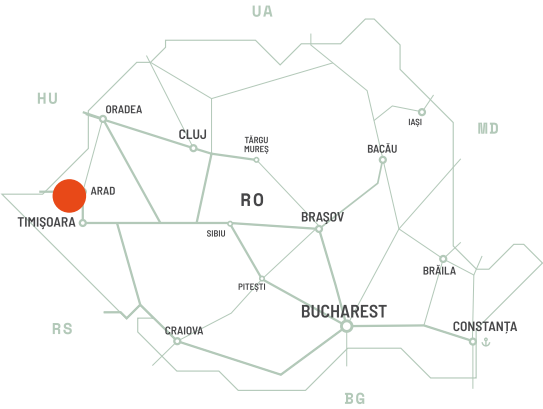 UA
HU
ORADEA
IAȘI
MD
CLUJ
TÂRGU
MUREȘ
BACĂU
ARAD
RO
TIMIȘOARA
BRAȘOV
SIBIU
BRĂILA
PITEȘTI
BUCHAREST
RS
CRAIOVA
CONSTANȚA
BG